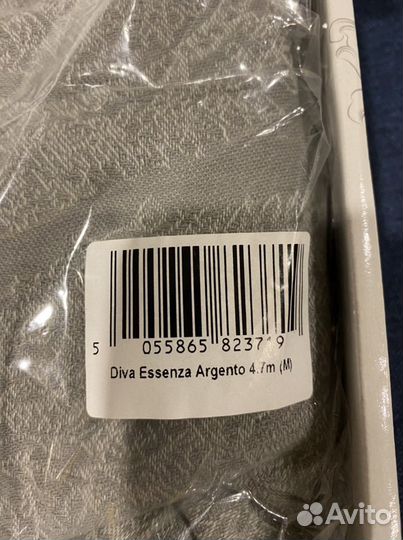 5 055865 823719
Diva Essenza Argento 4.7m (M)
Avito